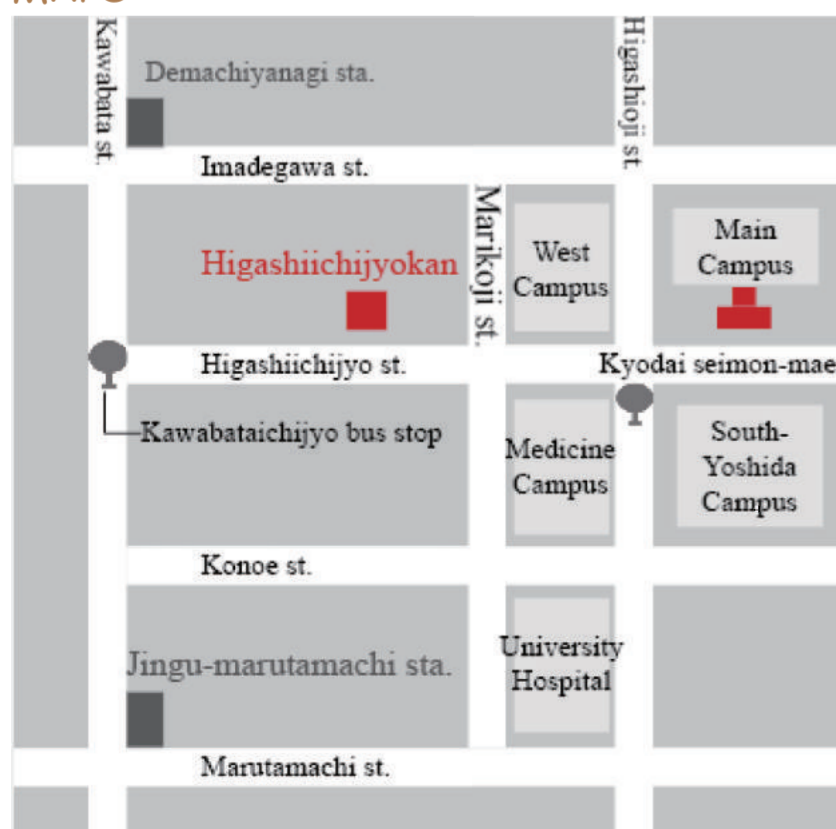 MAPS
Kawabata st.
Higashioji st.
Demachiyanagi sta.
Imadegawa st.
Marikoji st.
Higashiichijyokan
West
Campus
Main
Campus
Higashiichijyo st.
Kyodai seimon-mae
Kawabataichijyo bus stop
Medicine
Campus
South-
Yoshida
Campus
Konoe st.
Jingu-marutamachi sta.
University
Hospital
Marutamachi st.